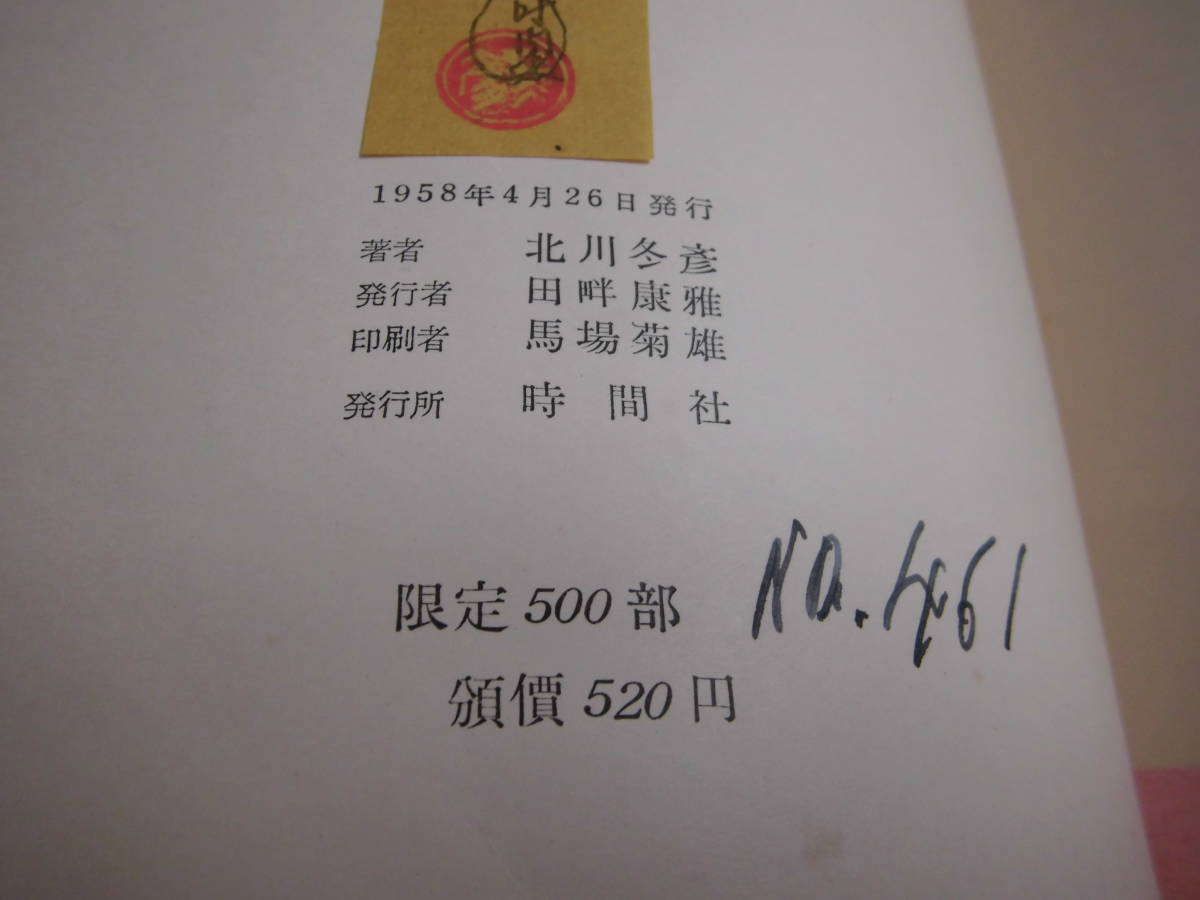 1958年4月26日発行
著者 北川冬彦
発行者 田畔康雅
印刷者 馬場菊雄
発行所 時間社
限定500部 No. 461
頒價520円